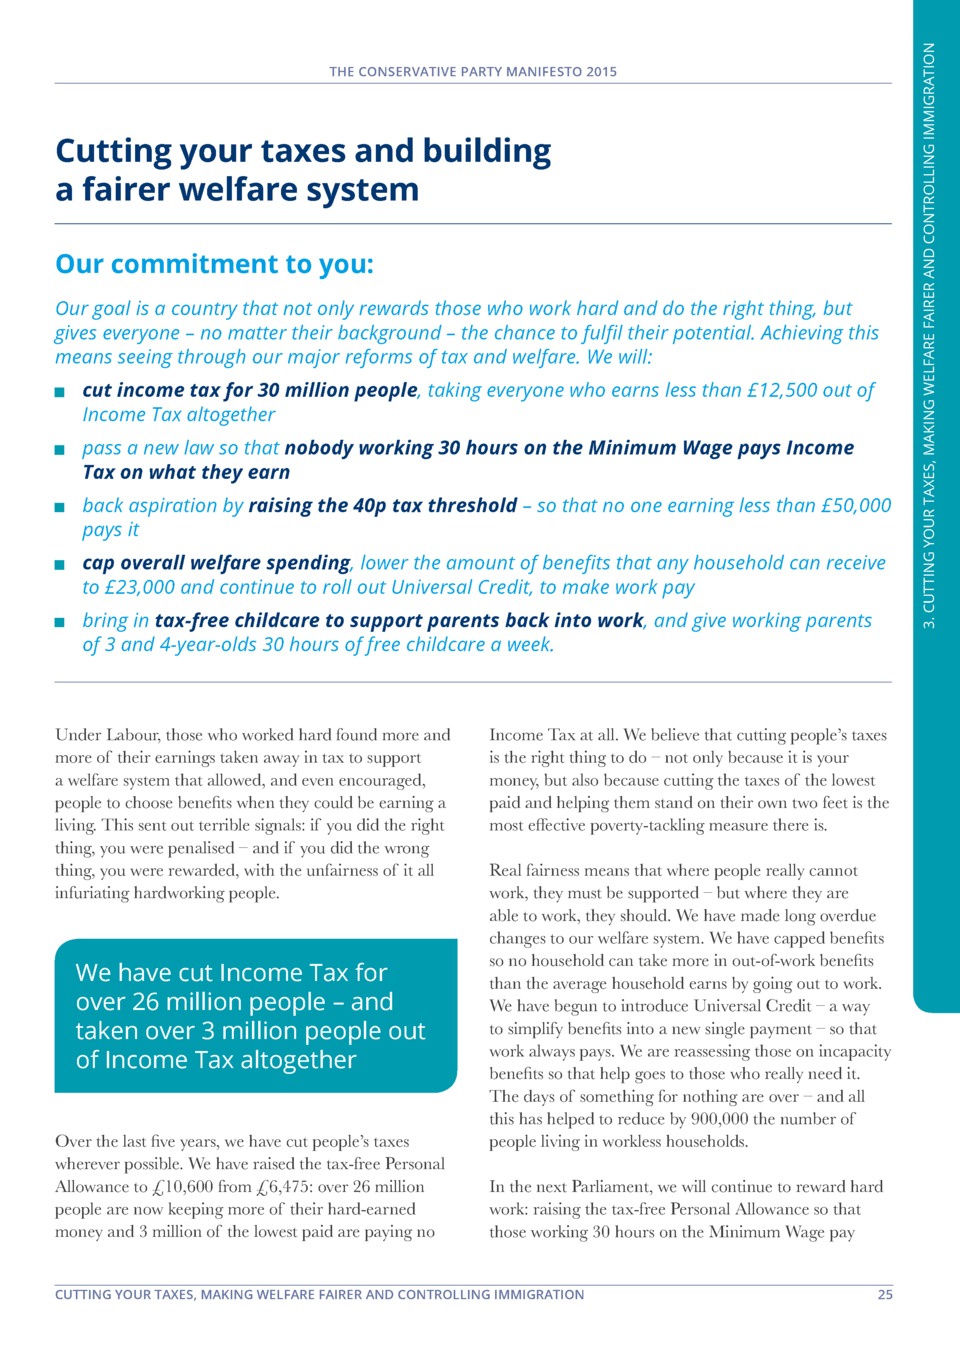 THE CONSERVATIVE PARTY MANIFESTO 2015
Cutting your taxes and building
a fairer welfare system
Our commitment to you:
Our goal is a country that not only rewards those who work hard and do the right thing, but
gives everyone – no matter their background – the chance to fulfil their potential. Achieving this
means seeing through our major reforms of tax and welfare. We will:
■ cut income tax for 30 million people, taking everyone who earns less than £12,500 out of
Income Tax altogether
■ pass a new law so that nobody working 30 hours on the Minimum Wage pays Income
Tax on what they earn
■ back aspiration by raising the 40p tax threshold – so that no one earning less than £50,000
pays it
■ cap overall welfare spending, lower the amount of benefits that any household can receive
to £23,000 and continue to roll out Universal Credit, to make work pay
■ bring in tax-free childcare to support parents back into work, and give working parents
of 3 and 4-year-olds 30 hours of free childcare a week.
Under Labour, those who worked hard found more and
more of their earnings taken away in tax to support
a welfare system that allowed, and even encouraged,
people to choose benefits when they could be earning a
living. This sent out terrible signals: if you did the right
thing, you were penalised – and if you did the wrong
thing, you were rewarded, with the unfairness of it all
infuriating hardworking people.
We have cut Income Tax for
over 26 million people – and
taken over 3 million people out
of Income Tax altogether
Over the last five years, we have cut people's taxes
wherever possible. We have raised the tax-free Personal
Allowance to £10,600 from £6,475: over 26 million
people are now keeping more of their hard-earned
money and 3 million of the lowest paid are paying no
Income Tax at all. We believe that cutting people's taxes
is the right thing to do – not only because it is your
money, but also because cutting the taxes of the lowest
paid and helping them stand on their own two feet is the
most effective poverty-tackling measure there is.
Real fairness means that where people really cannot
work, they must be supported – but where they are
able to work, they should. We have made long overdue
changes to our welfare system. We have capped benefits
so no household can take more in out-of-work benefits
than the average household earns by going out to work.
We have begun to introduce Universal Credit – a way
to simplify benefits into a new single payment – so that
work always pays. We are reassessing those on incapacity
benefits so that help goes to those who really need it.
The days of something for nothing are over – and all
this has helped to reduce by 900,000 the number of
people living in workless households.
In the next Parliament, we will continue to reward hard
work: raising the tax-free Personal Allowance so that
those working 30 hours on the Minimum Wage pay
3. CUTTING YOUR TAXES, MAKING WELFARE FAIRER AND CONTROLLING IMMIGRATION
CUTTING YOUR TAXES, MAKING WELFARE FAIRER AND CONTROLLING IMMIGRATION 25